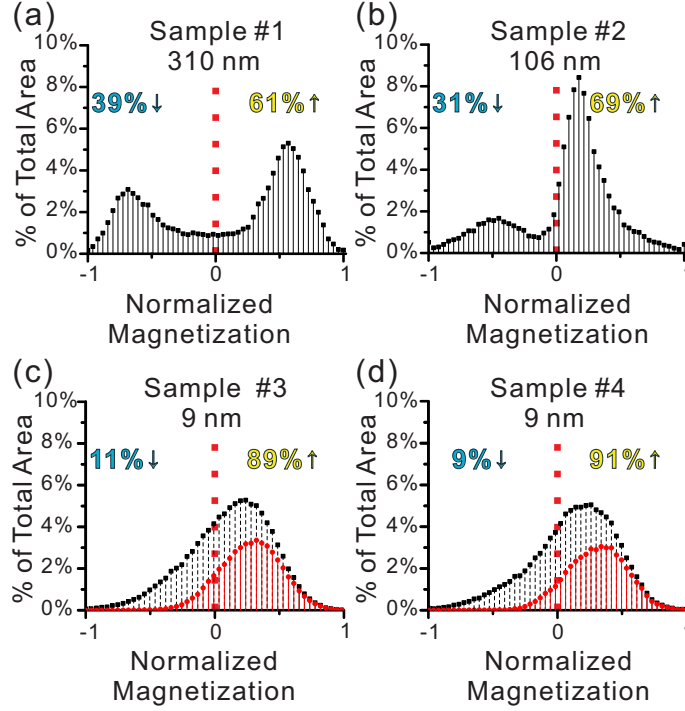 (a)
Sample #1
310 nm
39%↓
61%↑
% of Total Area
10%
8%
6%
4%
2%
0%
-1
0
1
Normalized
Magnetization
(b)
Sample #2
106 nm
31%↓
69%↑
% of Total Area
10%
8%
6%
4%
2%
0%
-1
0
1
Normalized
Magnetization
(c)
Sample #3
9 nm
11%↓
89%↑
% of Total Area
10%
8%
6%
4%
2%
0%
-1
0
1
Normalized
Magnetization
(d)
Sample #4
9 nm
9%↓
91%↑
% of Total Area
10%
8%
6%
4%
2%
0%
-1
0
1
Normalized
Magnetization